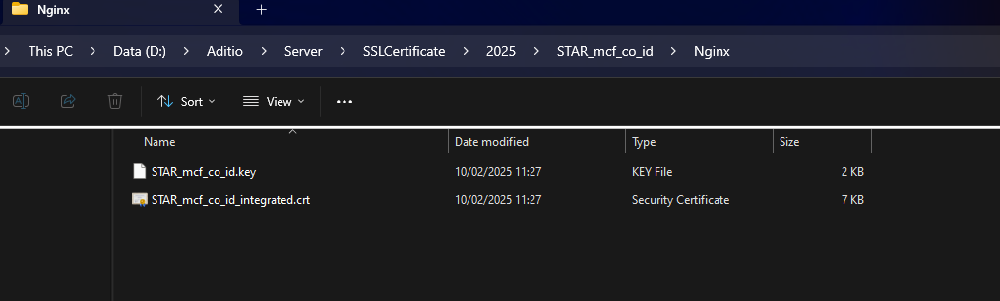 Nginx
This PC Data (D:) Aditio Server SSLCertificate 2025 STAR_mcf_co_id Nginx
Sort View
Name Date modified Type Size
STAR_mcf_co_id.key 10/02/2025 11:27 KEY File 2 KB
STAR_mcf_co_id_integrated.crt 10/02/2025 11:27 Security Certificate 7 KB